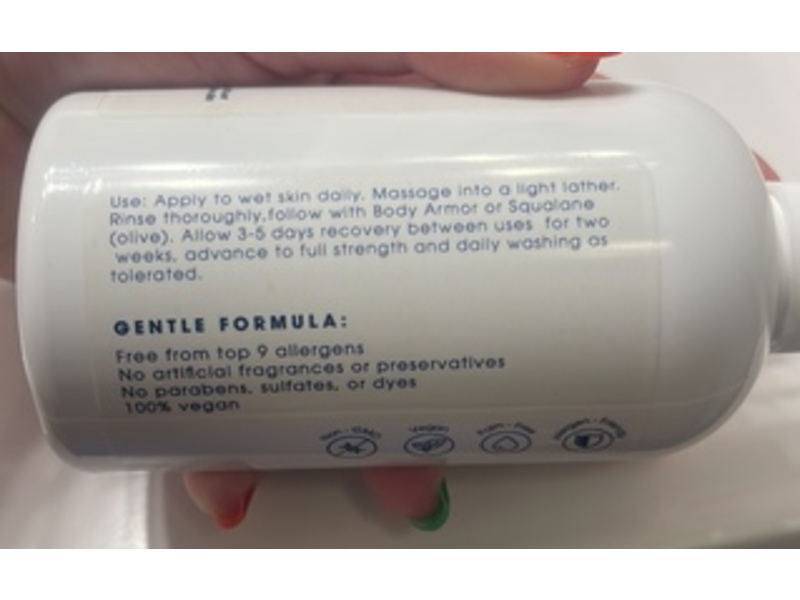 Use: Apply to wet skin daily. Massage into a light lather.
Rinse thoroughly,follow with Body Armor or Squalane
(olive). Allow 3-5 days recovery between uses for two
weeks, advance to full strength and daily washing as
tolerated.
GENTLE FORMULA:
Free from top 9 allergens
No artificial fragrances or preservatives
No parabens, sulfates, or dyes
100% vegan
Non - GMO Vegan